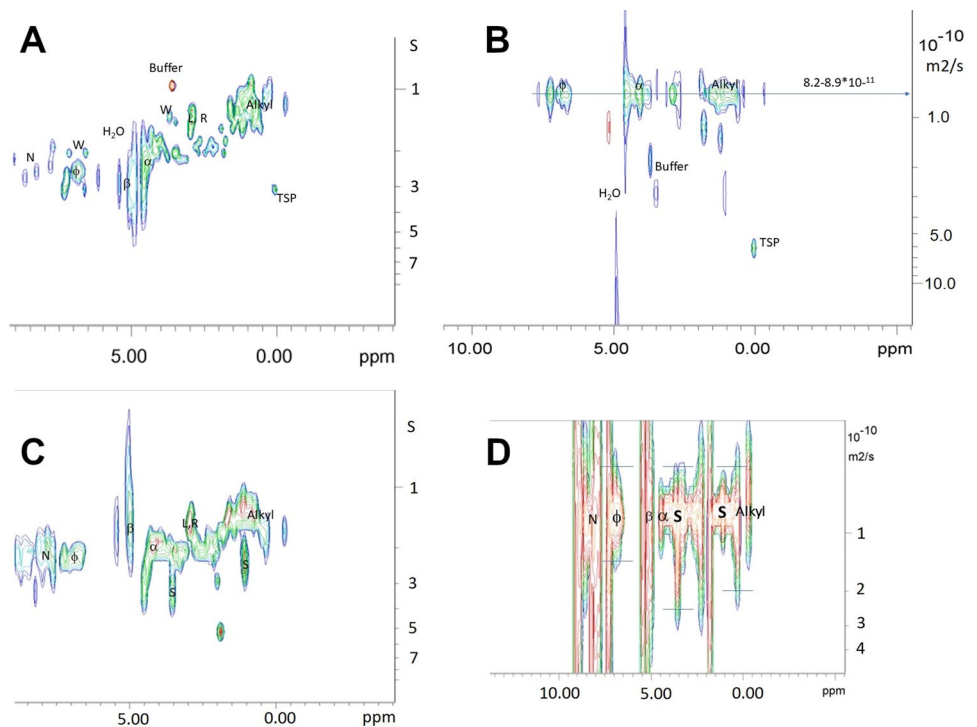 A
S
Buffer
1
W
L,R
Alkyl
H2O
N
W
ϕ
α
β
3
TSP
5
7
5.00
0.00
ppm
B
10-10
m2/s
ϕ
α
Alkyl
8.2-8.9*10-11
1.0
Buffer
H2O
TSP
5.0
10.0
10.00
5.00
0.00
ppm
C
S
1
β
L,R
Alkyl
α
N
ϕ
S
S
3
5
7
5.00
0.00
ppm
D
10-10
m2/s
N
ϕ
β
α
S
S
Alkyl
1
2
3
4
10.00
5.00
0.00
ppm